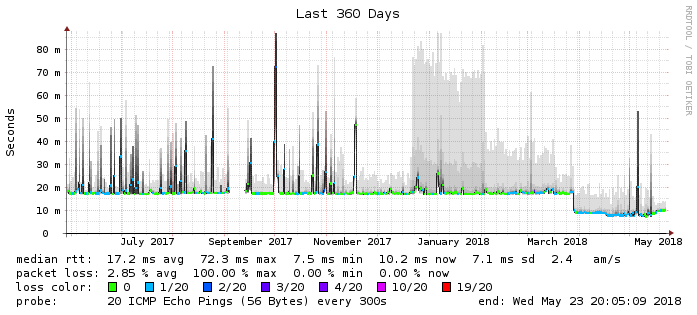 Last 360 Days
RRDTOOL / TOBI OETIKER
Seconds
80 m
70 m
60 m
50 m
40 m
30 m
20 m
10 m
0
July 2017 September 2017 November 2017 January 2018 March 2018 May 2018
median rtt: 17.2 ms avg 72.3 ms max 7.5 ms min 10.2 ms now 7.1 ms sd 2.4 am/s
packet loss: 2.85 % avg 100.00 % max 0.00 % min 0.00 % now
loss color: 0 1/20 2/20 3/20 4/20 10/20 19/20
probe: 20 ICMP Echo Pings (56 Bytes) every 300s end: Wed May 23 20:05:09 2018